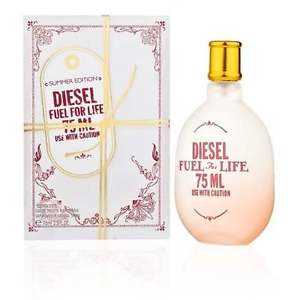 SUMMER EDITION
DIESEL
FUEL FOR LIFE
75 ML
USE WITH CAUTION
DIESEL
FUEL For LIFE
75 ML
USE WITH CAUTION